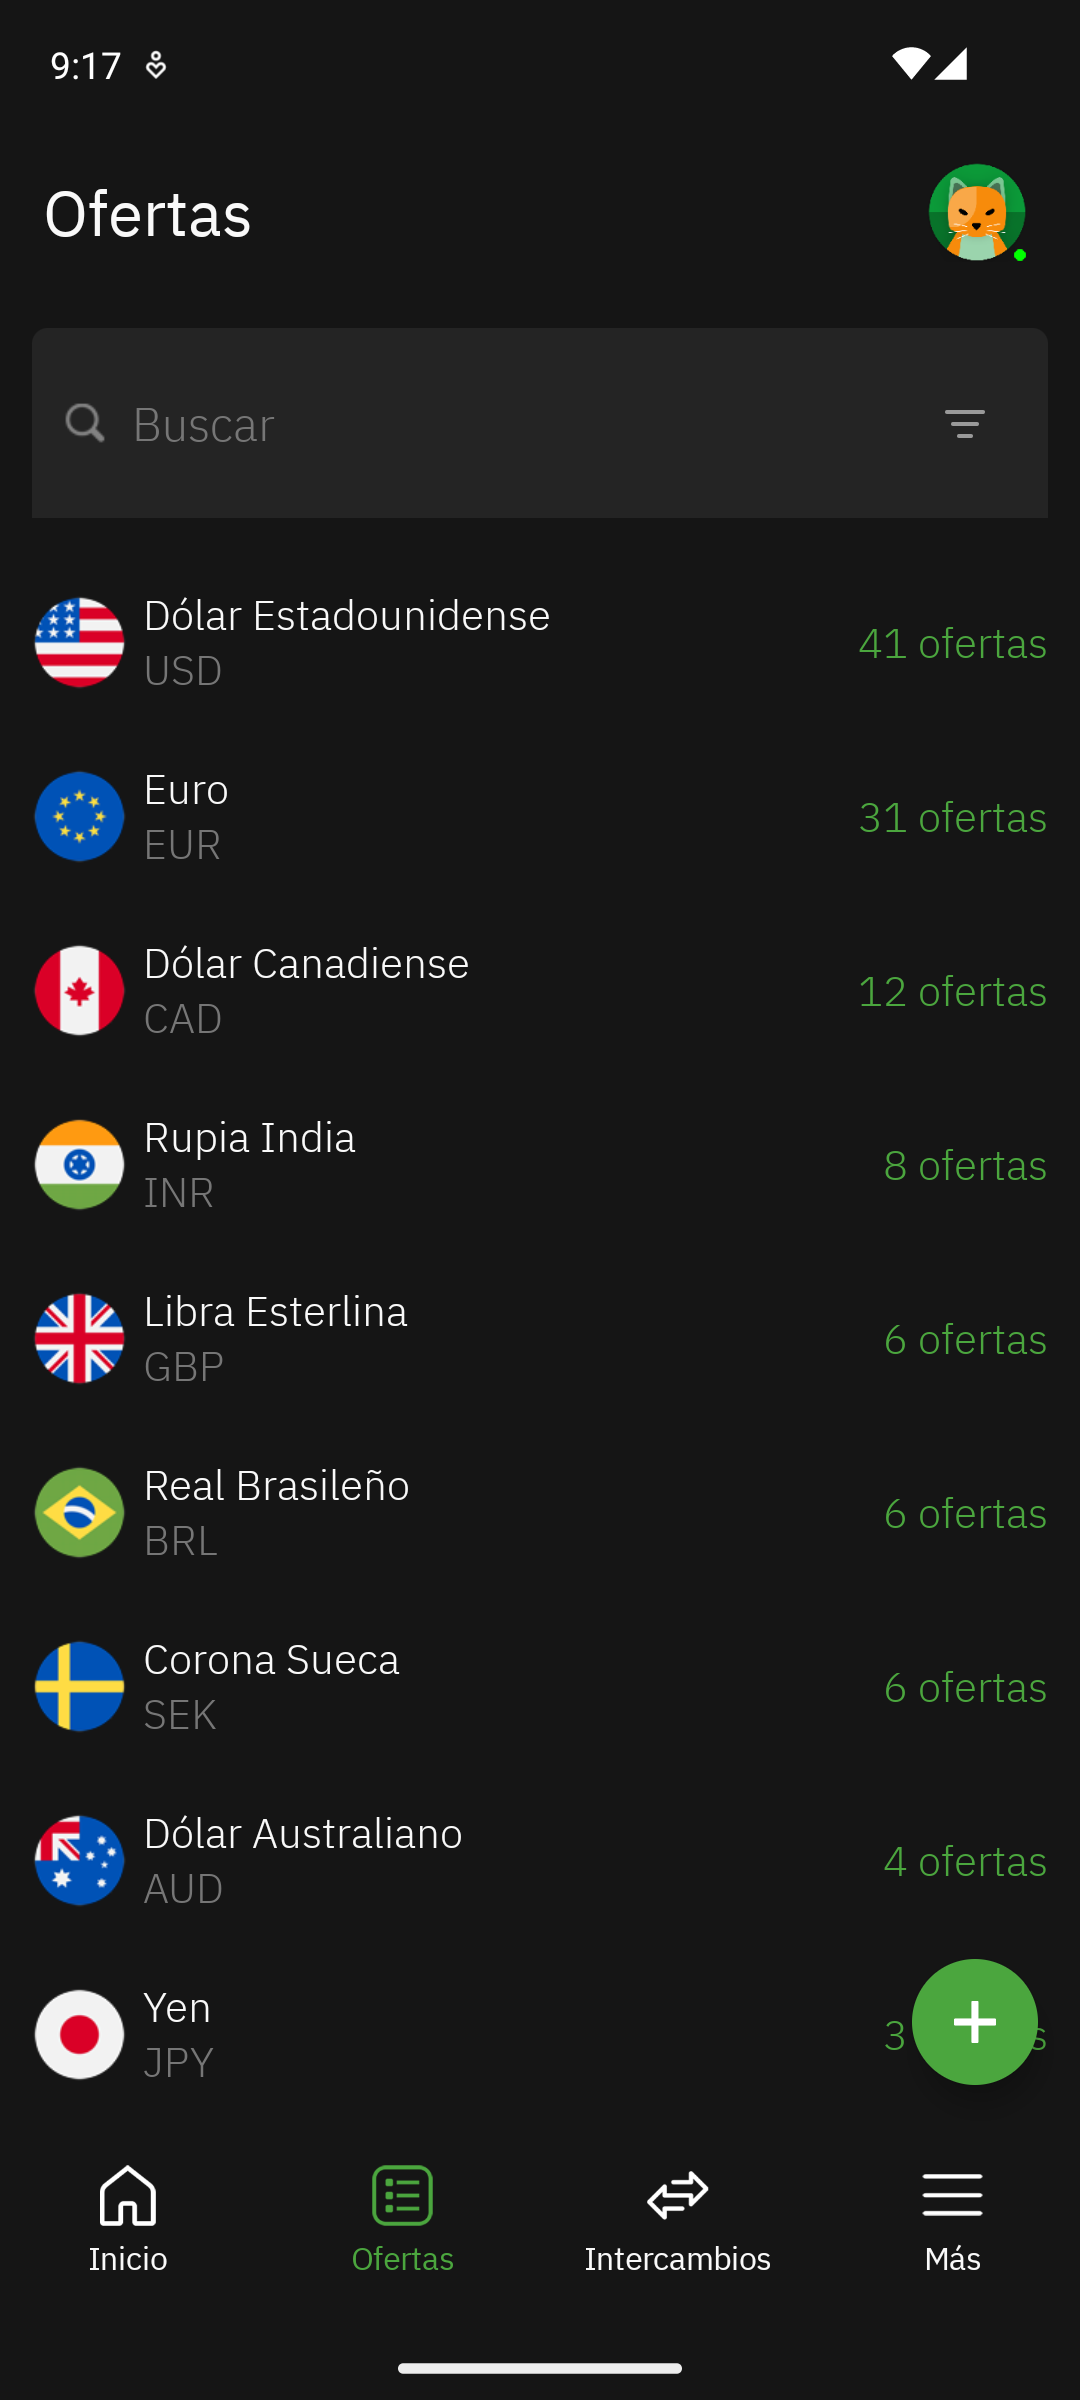 9:17
Ofertas
Buscar
Dólar Estadounidense
USD
41 ofertas
Euro
EUR
31 ofertas
Dólar Canadiense
CAD
12 ofertas
Rupia India
INR
8 ofertas
Libra Esterlina
GBP
6 ofertas
Real Brasileño
BRL
6 ofertas
Corona Sueca
SEK
6 ofertas
Dólar Australiano
AUD
4 ofertas
Yen
JPY
3
Inicio
Ofertas
Intercambios
Más